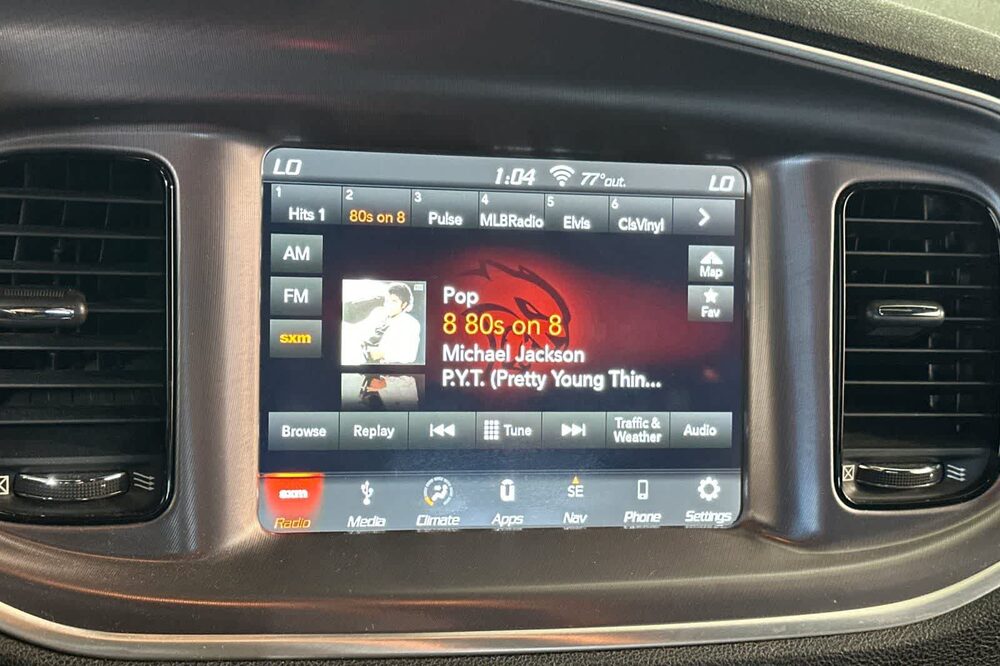 LO 1:04 77° out. LO
1 Hits 1 2 80s on 8 3 Pulse 4 MLBRadio 5 Elvis 6 ClsVinyl
AM
FM
sxm
Map
Fav
Pop
8 80s on 8
Michael Jackson
P.Y.T. (Pretty Young Thin...
Browse Replay Tune Traffic & Weather Audio
sxm SE
Radio Media Climate Apps Nav Phone Settings